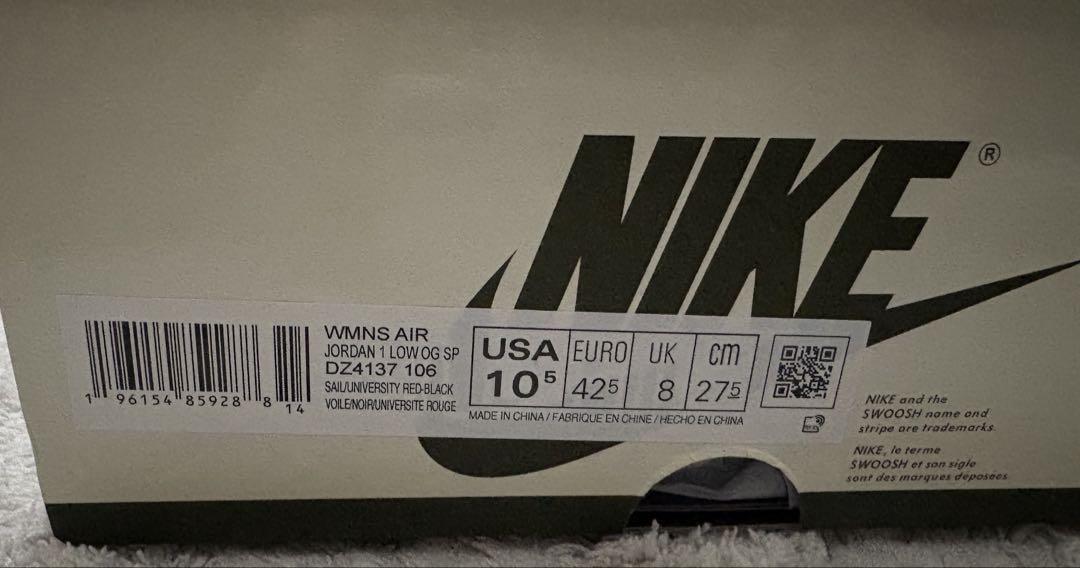 NIKE®
WMNS AIR
JORDAN 1 LOW OG SP
DZ4137 106
SAIL/UNIVERSITY RED-BLACK
VOILE/NOIR/UNIVERSITE ROUGE
USA EURO UK cm
10⁵ 42⁵ 8 27⁵
MADE IN CHINA / FABRIQUE EN CHINE / HECHO EN CHINA
1 96154 85928 8
14
NIKE and the
SWOOSH name and
stripe are trademarks.
NIKE, le terme
SWOOSH et son sigle
sont des marques déposées